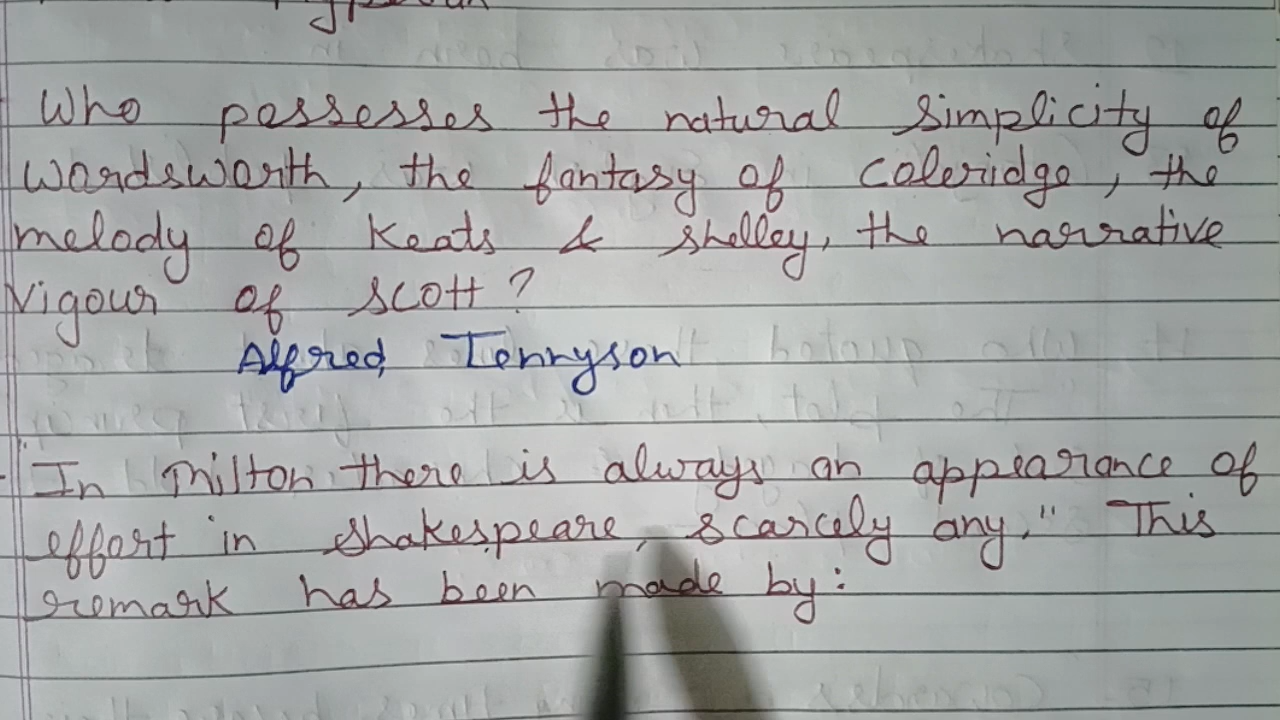 Who possesses the natural simplicity of
Wordsworth, the fantasy of Coleridge, the
melody of Keats & Shelley, the narrative
vigour of Scott?
Alfred Tennyson
In Milton there is always an appearance of
effort in Shakespeare, scarcely any." This
remark has been made by: